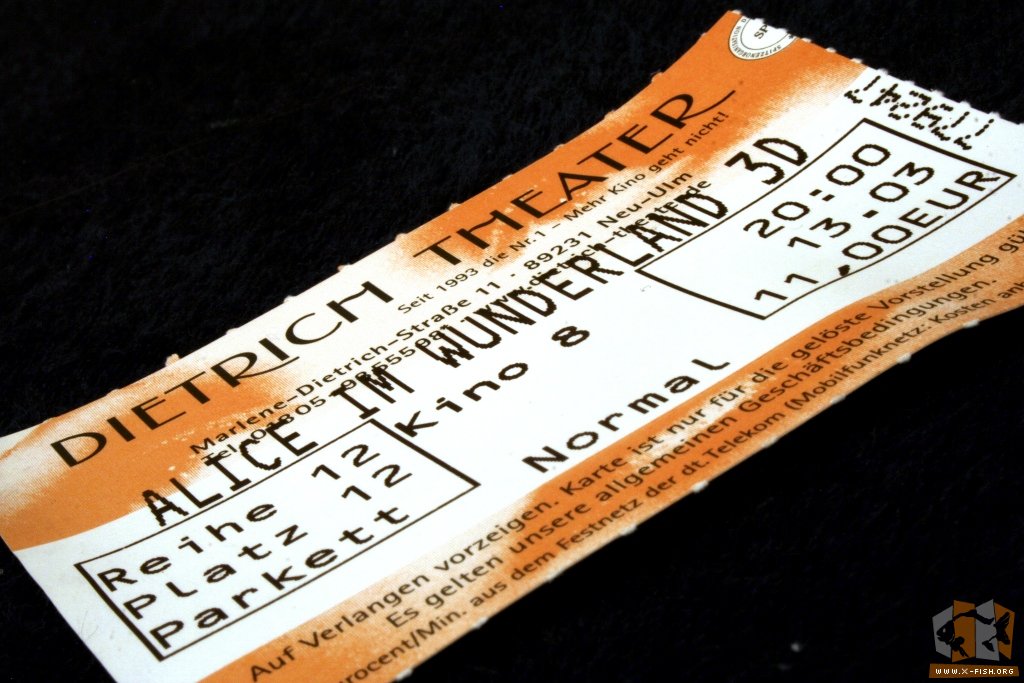 DIETRICH THEATER
Seit 1993 die Nr.1 - Mehr Kino geht nicht!
Marlene-Dietrich-Straße 11 · 89231 Neu-Ulm
ALICE IM WUNDERLAND 3D
Kino 8
Reihe 12
Platz 12
Parkett
Normal
20:00
13-03
11,00EUR
Auf Verlangen vorzeigen. Karte ist nur für die gelöste Vorstellung
Es gelten unsere allgemeinen Geschäftsbedingungen.
/Min. aus dem Festnetz der dt.Telekom (Mobilfunknetz: Kosten
WWW.X-FISH.ORG